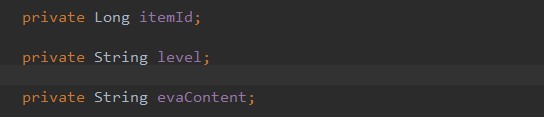 private Long itemId;
private String level;
private String evaContent;